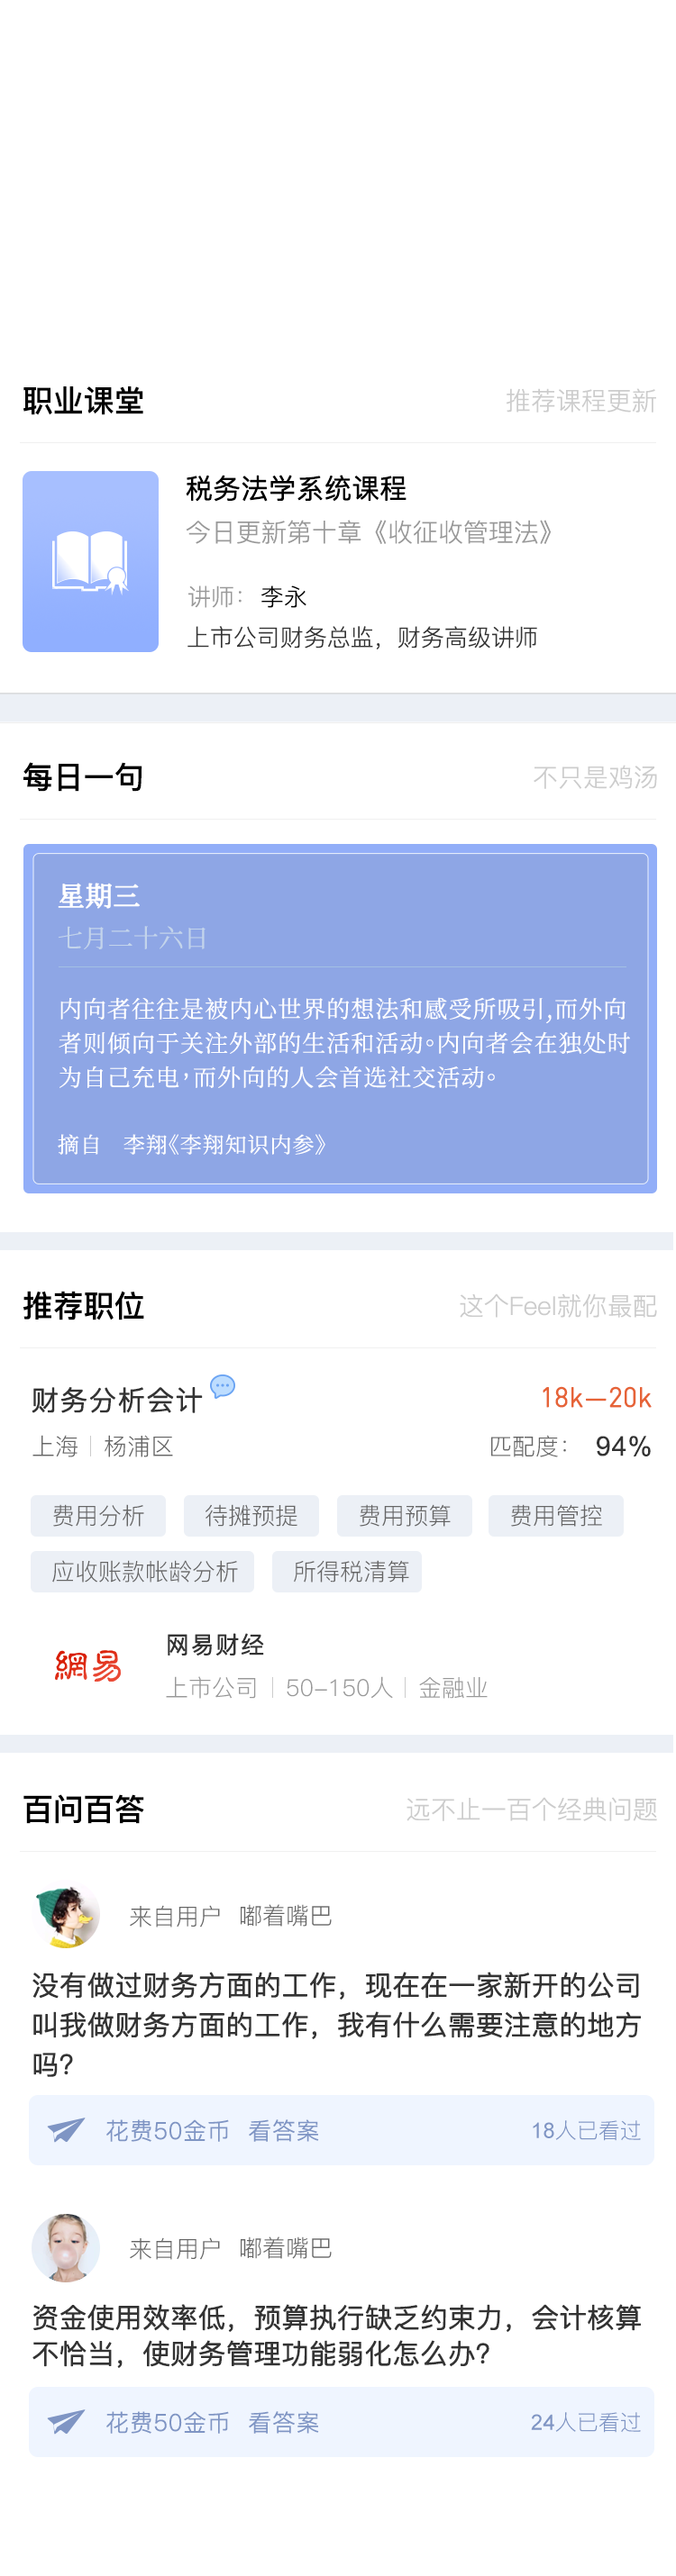 职业课堂
推荐课程更新
税务法学系统课程
今日更新第十章《收征收管理法》
讲师： 李永
上市公司财务总监，财务高级讲师
每日一句
不只是鸡汤
星期三
七月二十六日
内向者往往是被内心世界的想法和感受所吸引,而外向
者则倾向于关注外部的生活和活动。内向者会在独处时
为自己充电，而外向的人会首选社交活动。
摘自 李翔《李翔知识内参》
推荐职位
这个Feel就你最配
财务分析会计
18k—20k
上海 | 杨浦区
匹配度： 94%
费用分析 待摊预提 费用预算 费用管控
应收账款帐龄分析 所得税清算
網易
网易财经
上市公司 | 50-150人 | 金融业
百问百答
远不止一百个经典问题
来自用户 嘟着嘴巴
没有做过财务方面的工作，现在在一家新开的公司
叫我做财务方面的工作，我有什么需要注意的地方
吗？
花费50金币 看答案
18人已看过
来自用户 嘟着嘴巴
资金使用效率低，预算执行缺乏约束力，会计核算
不恰当，使财务管理功能弱化怎么办？
花费50金币 看答案
24人已看过